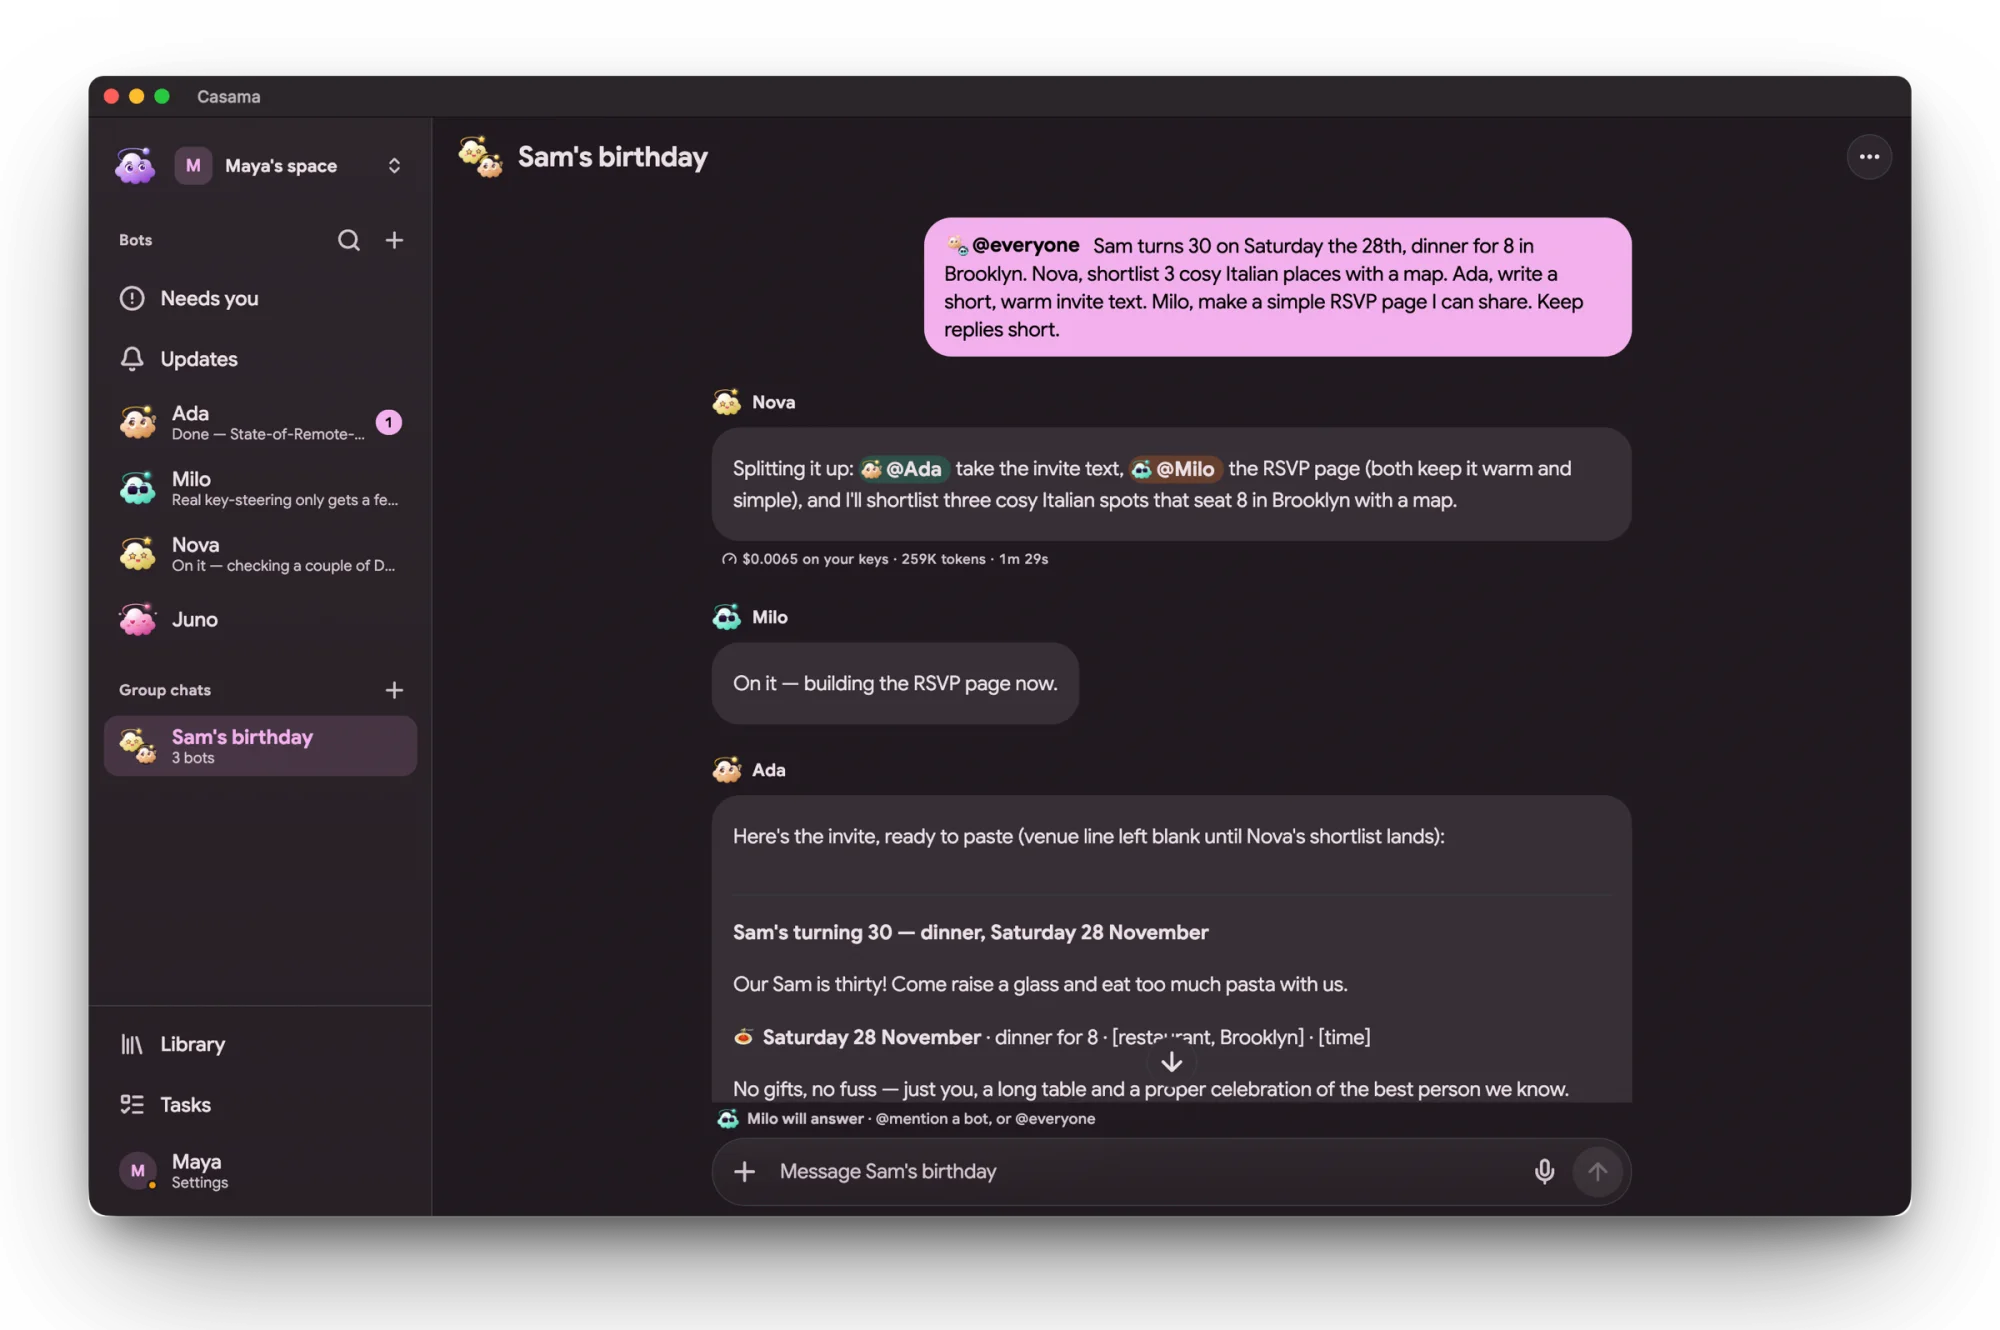 Casama
M
Maya's space
Bots
Needs you
Updates
Ada
Done — State-of-Remote-...
1
Milo
Real key-steering only gets a fe...
Nova
On it — checking a couple of D...
Juno
Group chats
Sam's birthday
3 bots
Library
Tasks
M
Maya
Settings
Sam's birthday
@everyone Sam turns 30 on Saturday the 28th, dinner for 8 in
Brooklyn. Nova, shortlist 3 cosy Italian places with a map. Ada, write a
short, warm invite text. Milo, make a simple RSVP page I can share. Keep
replies short.
Nova
Splitting it up: @Ada take the invite text, @Milo the RSVP page (both keep it warm and
simple), and I'll shortlist three cosy Italian spots that seat 8 in Brooklyn with a map.
$0.0065 on your keys · 259K tokens · 1m 29s
Milo
On it — building the RSVP page now.
Ada
Here's the invite, ready to paste (venue line left blank until Nova's shortlist lands):
Sam's turning 30 — dinner, Saturday 28 November
Our Sam is thirty! Come raise a glass and eat too much pasta with us.
Saturday 28 November · dinner for 8 · [restaurant, Brooklyn] · [time]
No gifts, no fuss — just you, a long table and a proper celebration of the best person we know.
Milo will answer · @mention a bot, or @everyone
Message Sam's birthday